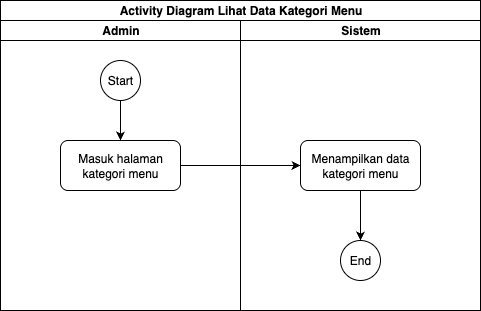 Activity Diagram Lihat Data Kategori Menu
Admin
Sistem
Start
Masuk halaman
kategori menu
Menampilkan data
kategori menu
End